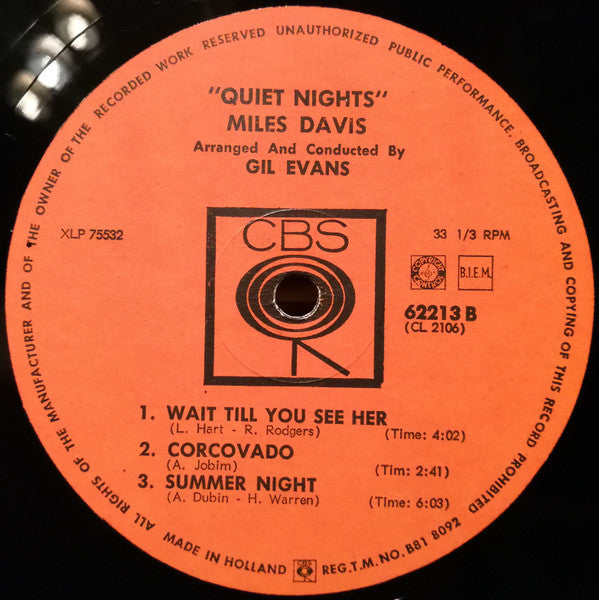 ALL RIGHTS OF THE MANUFACTURER AND OF THE OWNER OF THE RECORDED WORK RESERVED UNAUTHORIZED PUBLIC PERFORMANCE. BROADCASTING AND COPYING OF THIS RECORD PROHIBITED
"QUIET NIGHTS"
MILES DAVIS
Arranged And Conducted By
GIL EVANS
CBS
XLP 75532
33 1/3 RPM
COPYRIGHT
B.I.E.M.
62213 B
(CL 2106)
1. WAIT TILL YOU SEE HER
(L. Hart - R. Rodgers) (Time: 4:02)
2. CORCOVADO
(A. Jobim) (Tim: 2:41)
3. SUMMER NIGHT
(A. Dubin - H. Warren) (Time: 6:03)
MADE IN HOLLAND CBS REG.T.M.NO.B81 8092